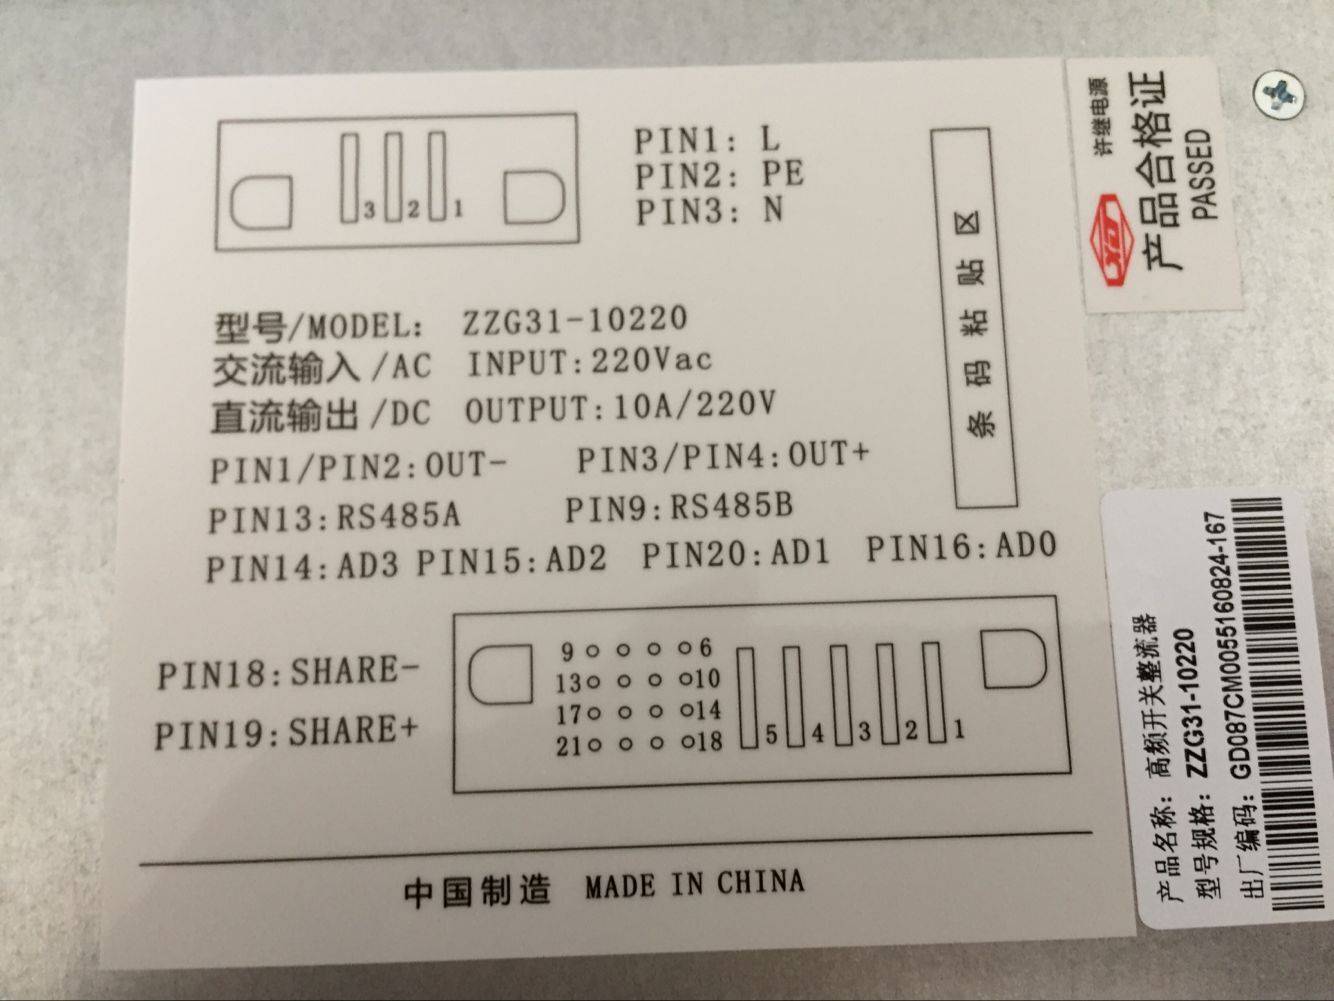 3 2 1
PIN1: L
PIN2: PE
PIN3: N
型号/MODEL: ZZG31-10220
交流输入/AC INPUT:220Vac
直流输出/DC OUTPUT:10A/220V
PIN1/PIN2:OUT- PIN3/PIN4:OUT+
PIN13:RS485A PIN9:RS485B
PIN14:AD3 PIN15:AD2 PIN20:AD1 PIN16:AD0
PIN18:SHARE-
PIN19:SHARE+
9 6
13 10
17 14
21 18
5 4 3 2 1
中国制造 MADE IN CHINA
条码粘贴区
许继电源
产品合格证
PASSED
产品名称: 高频开关整流器
型号规格: ZZG31-10220
出厂编码: GD087CM0055160824-167